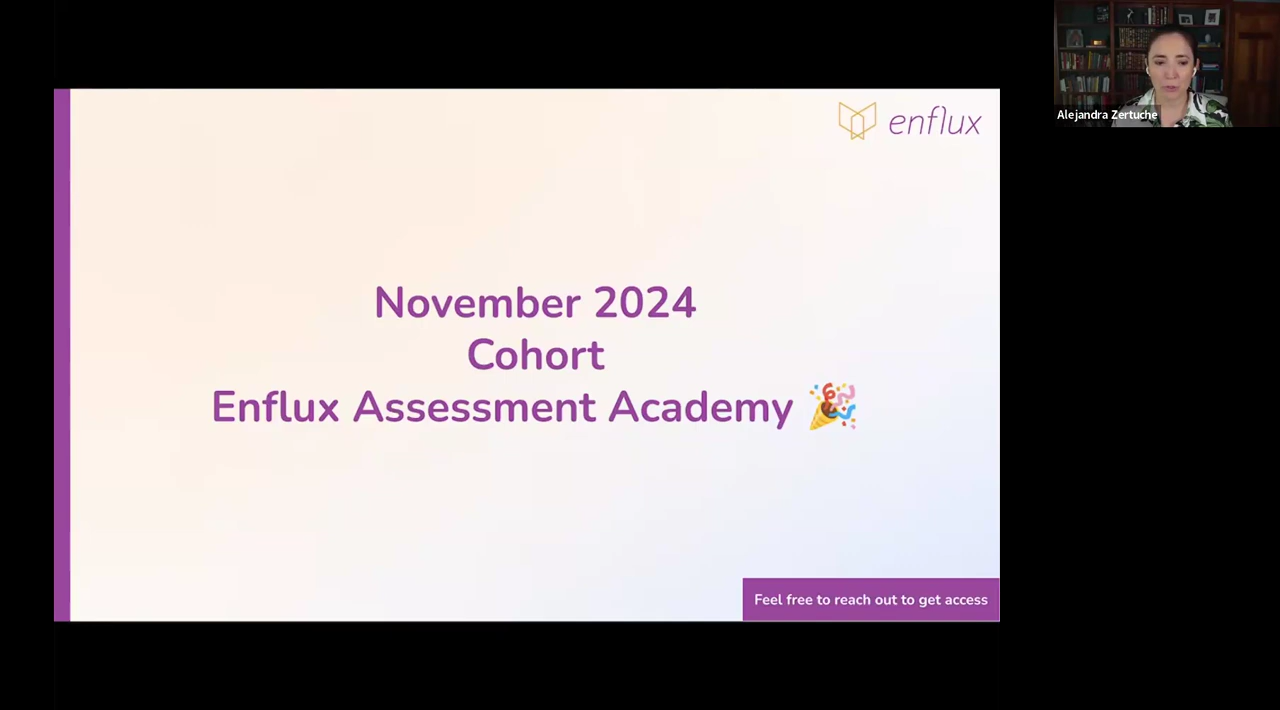 enflux
Alejandra Zertuche
November 2024
Cohort
Enflux Assessment Academy 🎉
Feel free to reach out to get access